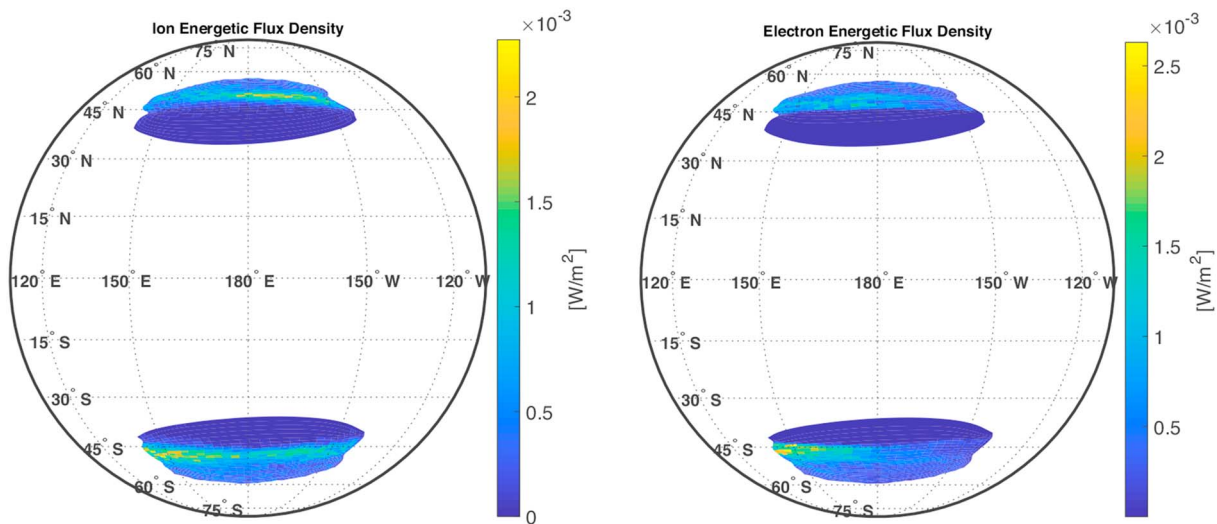 Ion Energetic Flux Density
×10⁻³
75° N
60° N
45° N
30° N
15° N
120° E 150° E 180° E 150° W 120° W
15° S
30° S
45° S
60° S
75° S
2
1.5
1
0.5
0
[W/m²]
Electron Energetic Flux Density
×10⁻³
75° N
60° N
45° N
30° N
15° N
120° E 150° E 180° E 150° W 120° W
15° S
30° S
45° S
60° S
75° S
2.5
2
1.5
1
0.5
[W/m²]